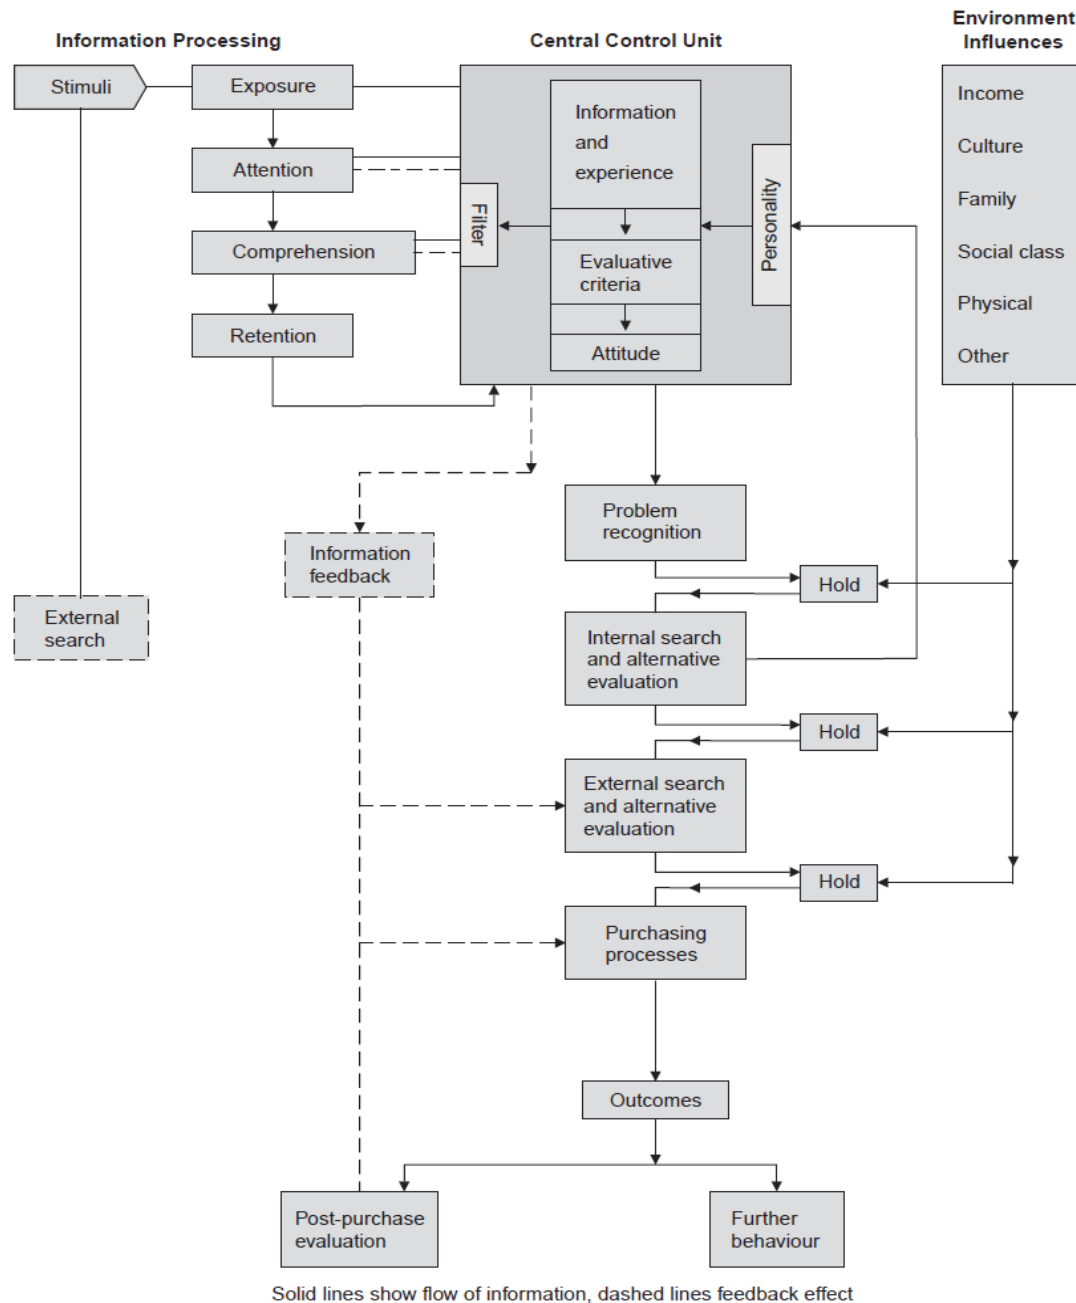 Information Processing
Central Control Unit
Environment
Influences
Stimuli
Exposure
Attention
Comprehension
Retention
Information
and
experience
Evaluative
criteria
Attitude
Filter
Personality
Income
Culture
Family
Social class
Physical
Other
Problem
recognition
Hold
Information
feedback
External
search
Internal search
and alternative
evaluation
Hold
External search
and alternative
evaluation
Hold
Purchasing
processes
Outcomes
Post-purchase
evaluation
Further
behaviour
Solid lines show flow of information, dashed lines feedback effect